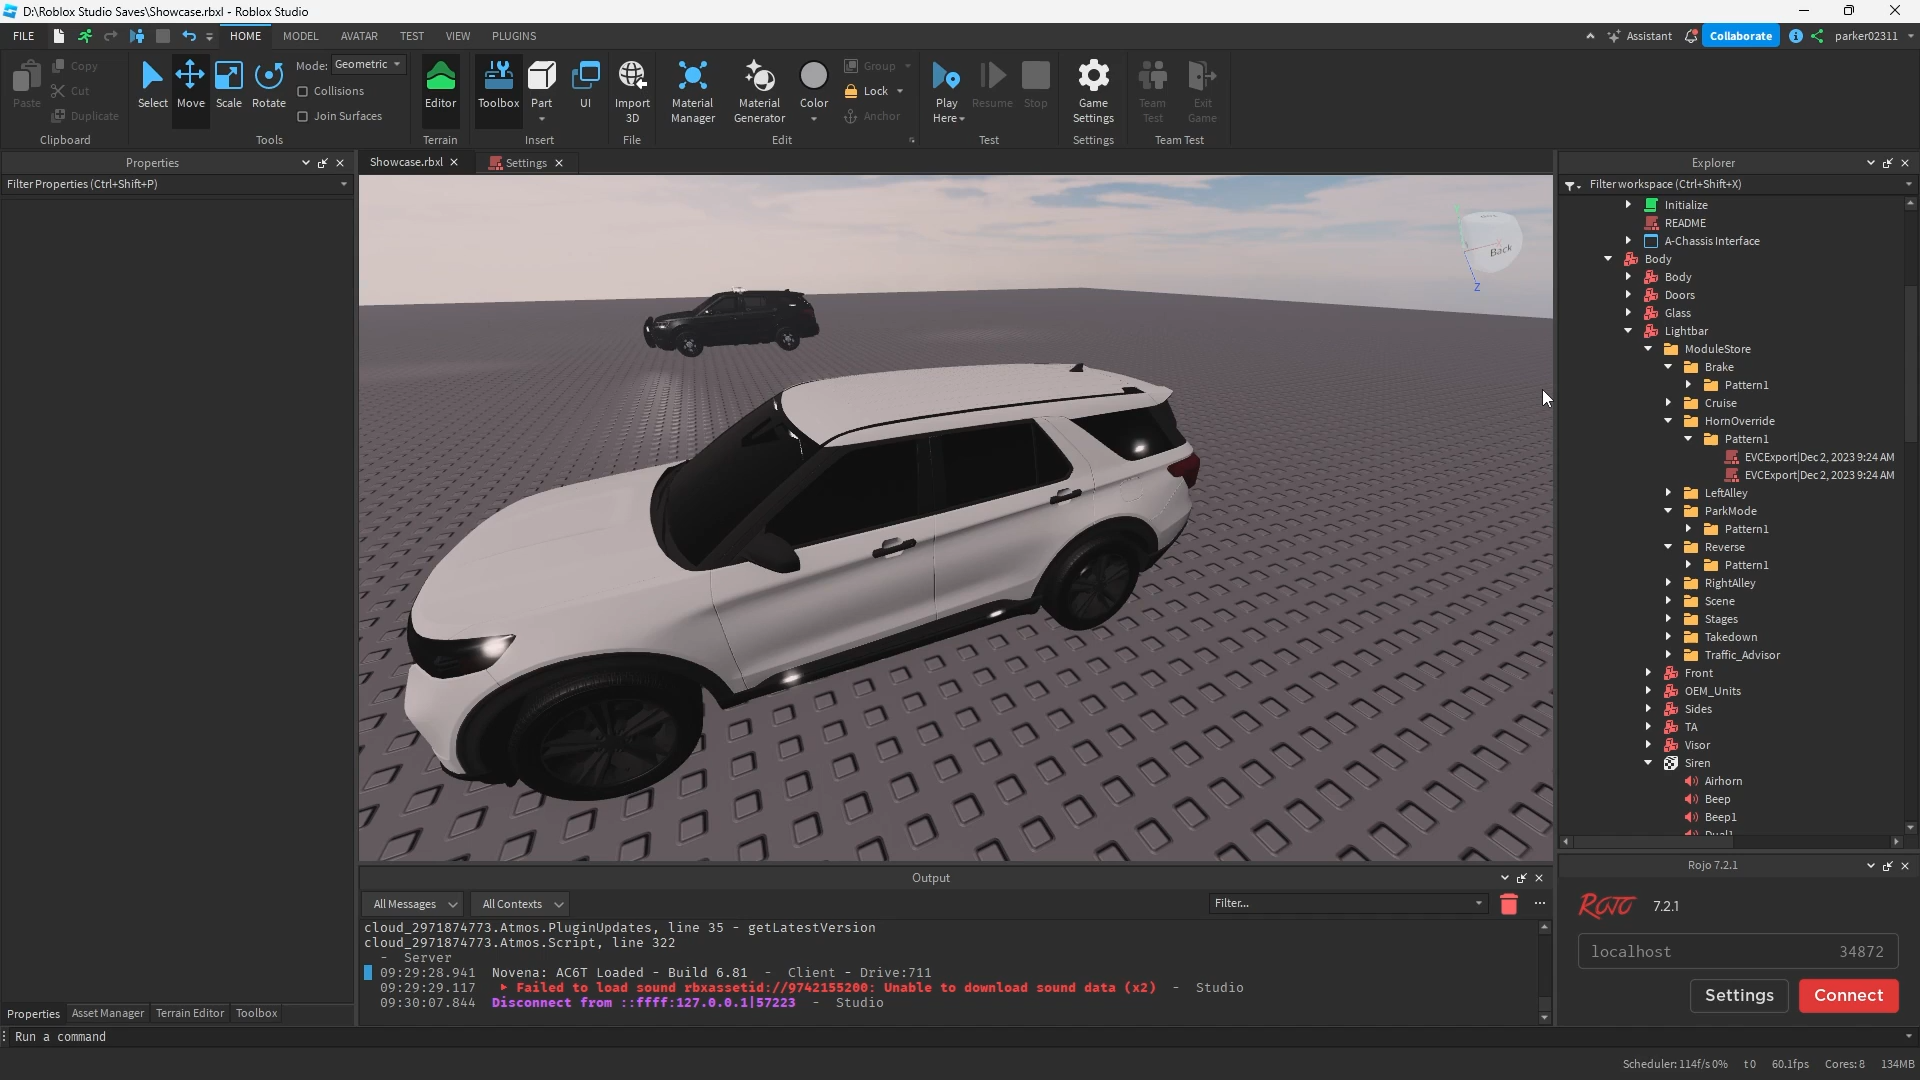 D:\Roblox Studio Saves\Showcase.rbxl - Roblox Studio
FILE HOME MODEL AVATAR TEST VIEW PLUGINS Assistant Collaborate parker02311
Paste Copy Cut Duplicate
Clipboard
Select Move Scale Rotate
Mode: Geometric
Collisions
Join Surfaces
Tools
Editor
Terrain
Toolbox Part UI
Insert
Import 3D
File
Material Manager Material Generator Color
Group
Lock
Anchor
Edit
Play Here Resume Stop
Test
Game Settings
Settings
Team Test Exit Game
Team Test
Properties
Filter Properties (Ctrl+Shift+P)
Showcase.rbxl Settings
Back
Z
Explorer
Filter workspace (Ctrl+Shift+X)
Initialize
README
A-Chassis Interface
Body
Body
Doors
Glass
Lightbar
ModuleStore
Brake
Pattern1
Cruise
HornOverride
Pattern1
EVCExport|Dec 2, 2023 9:24 AM
EVCExport|Dec 2, 2023 9:24 AM
LeftAlley
ParkMode
Pattern1
Reverse
Pattern1
RightAlley
Scene
Stages
Takedown
Traffic_Advisor
Front
OEM_Units
Sides
TA
Visor
Siren
Airhorn
Beep
Beep1
Dual1
Output
All Messages All Contexts Filter...
cloud_2971874773.Atmos.PluginUpdates, line 35 - getLatestVersion
cloud_2971874773.Atmos.Script, line 322
- Server
09:29:28.941 Novena: AC6T Loaded - Build 6.81 - Client - Drive:711
09:29:29.117 Failed to load sound rbxassetid://9742155200: Unable to download sound data (x2) - Studio
09:30:07.844 Disconnect from ::ffff:127.0.0.1|57223 - Studio
Rojo 7.2.1
ROJO 7.2.1
localhost 34872
Settings Connect
Properties Asset Manager Terrain Editor Toolbox
Run a command
Scheduler: 114f/s 0% t0 60.1fps Cores: 8 134MB